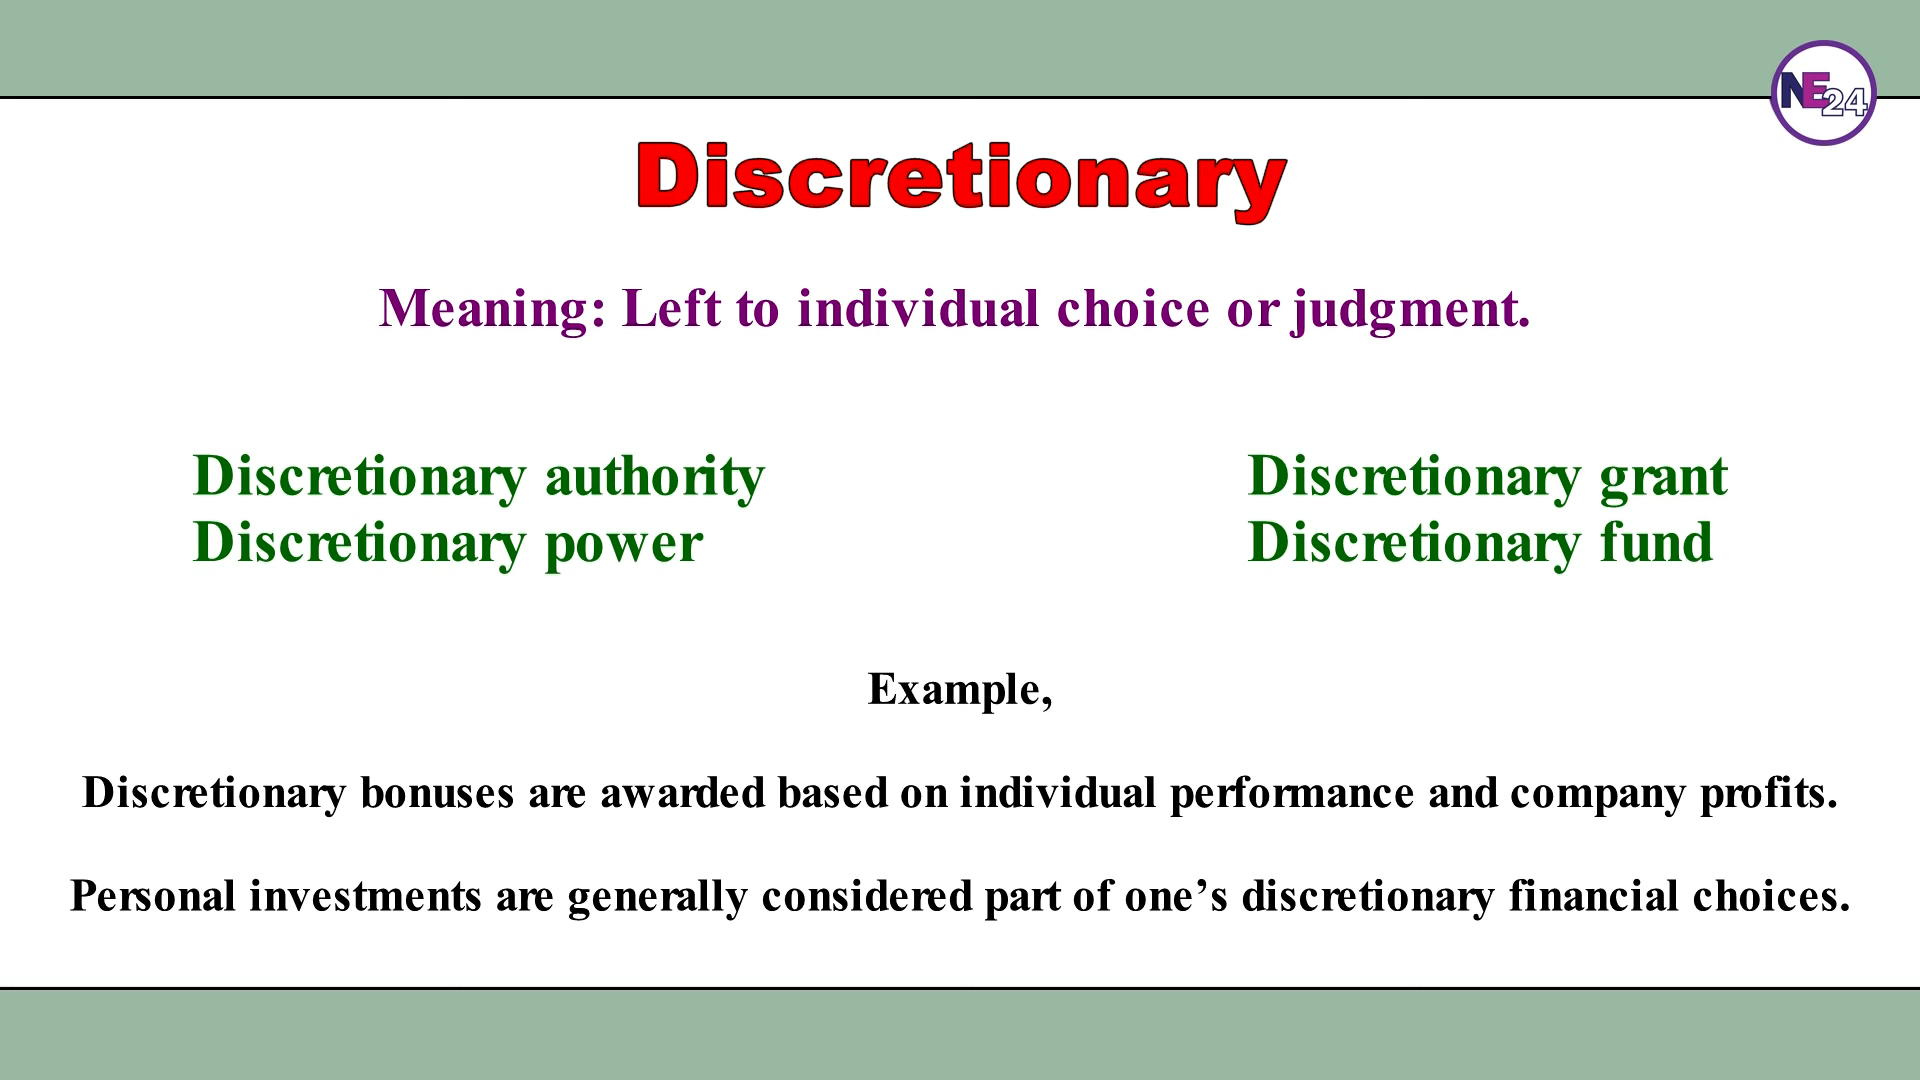 NE24
Discretionary
Meaning: Left to individual choice or judgment.
Discretionary authority
Discretionary power
Discretionary grant
Discretionary fund
Example,
Discretionary bonuses are awarded based on individual performance and company profits.
Personal investments are generally considered part of one’s discretionary financial choices.